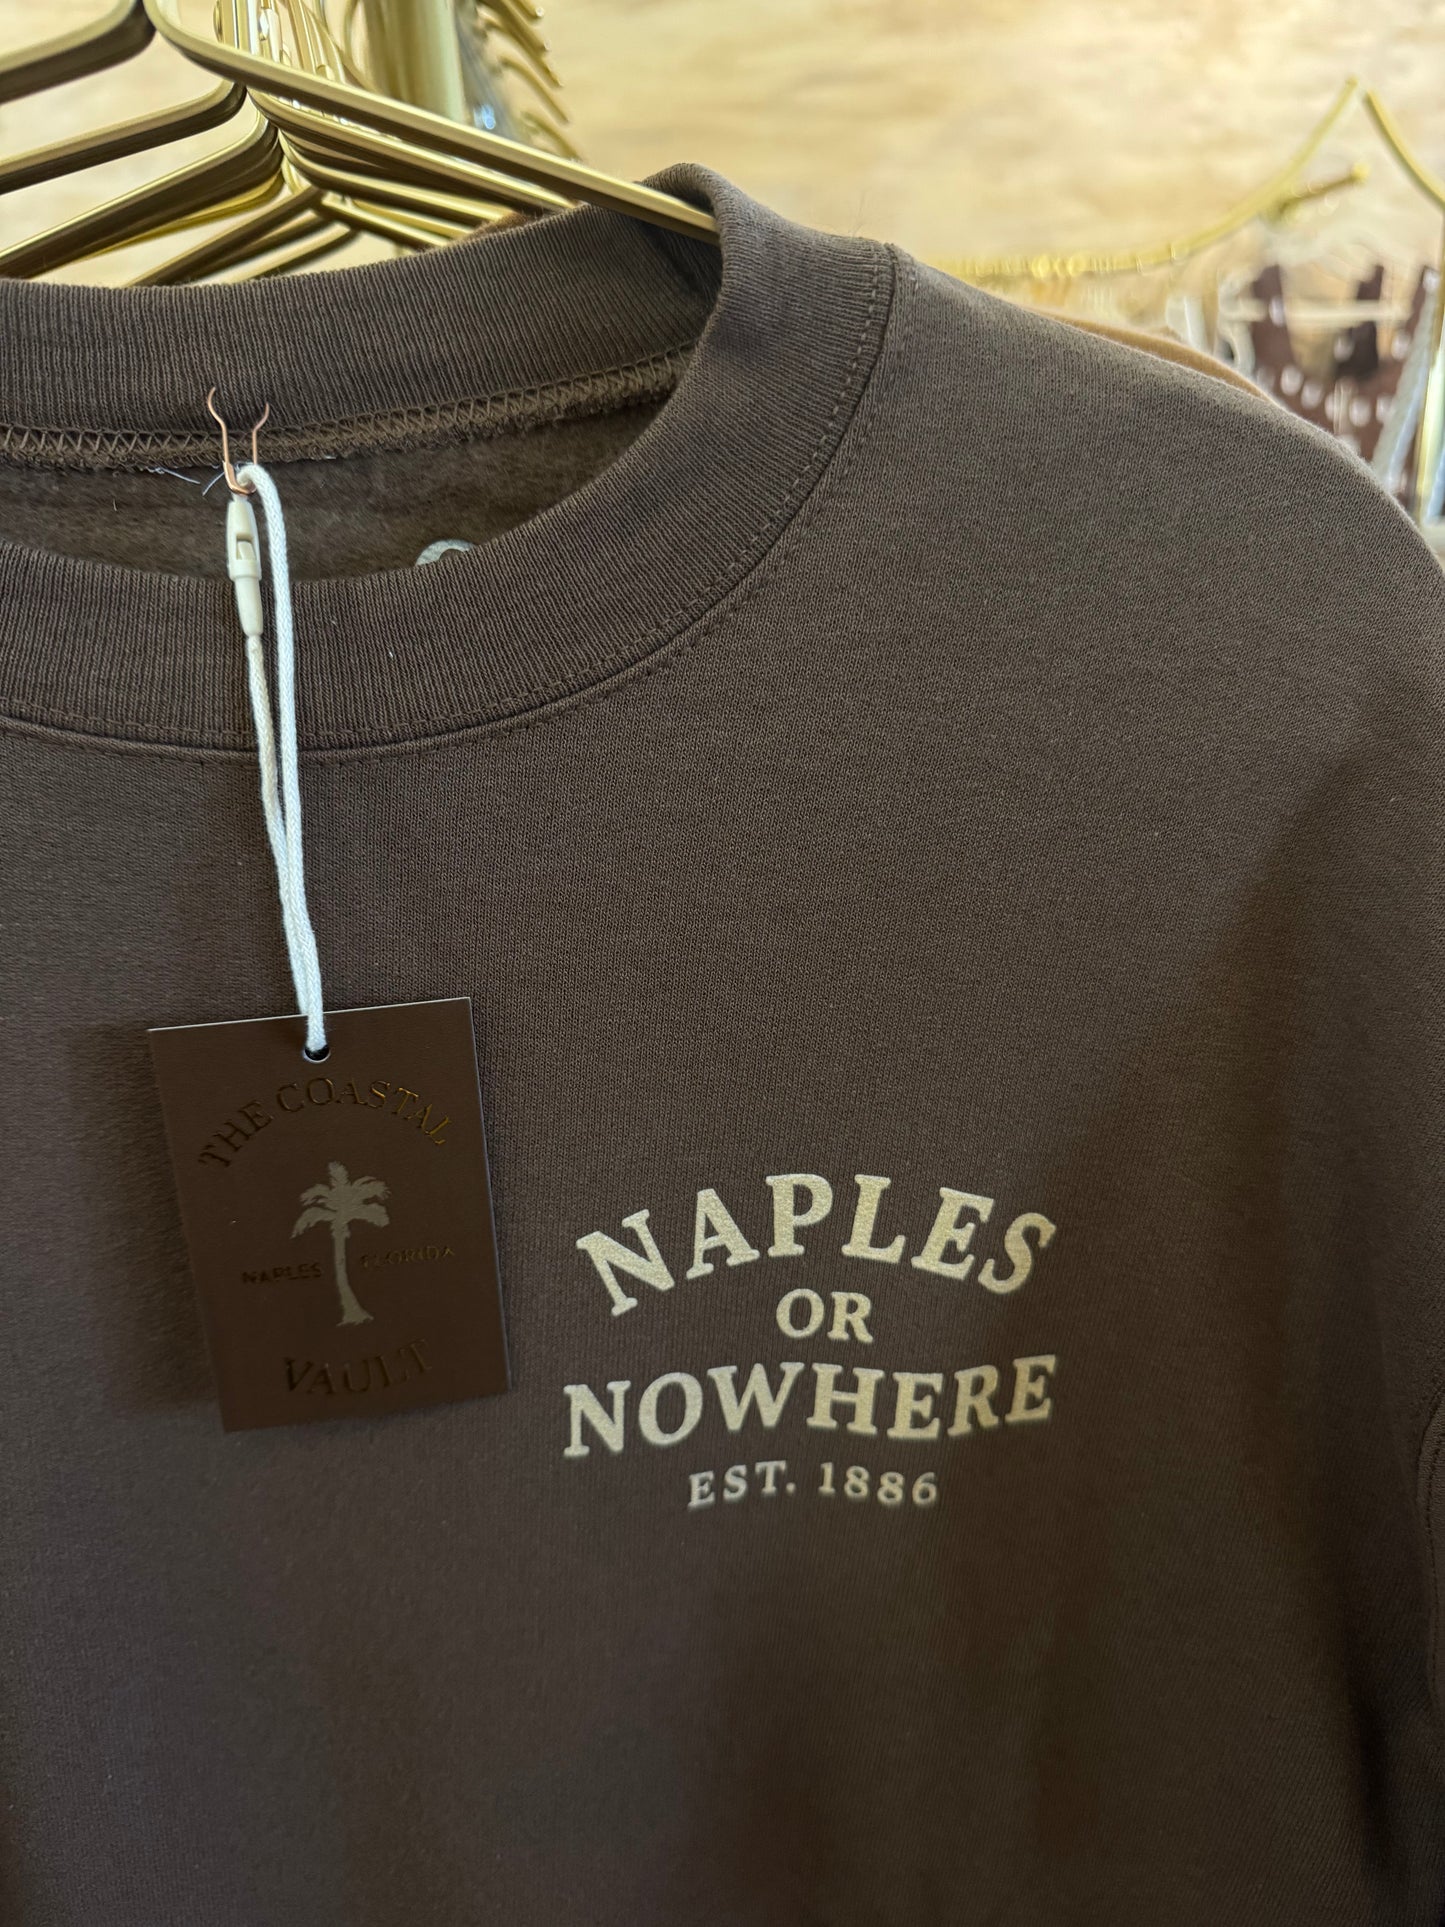 THE COASTAL
NAPLES FLORIDA
VAULT
NAPLES
OR
NOWHERE
EST. 1886